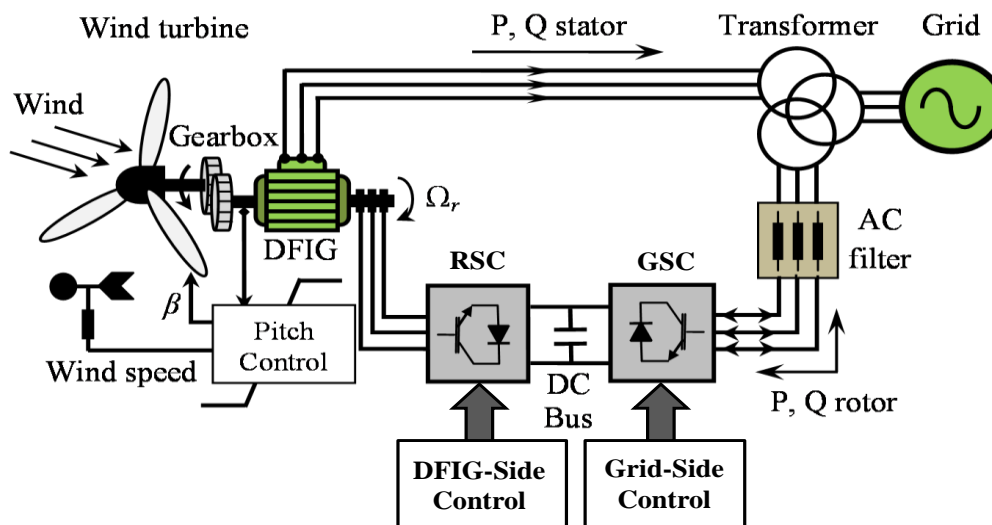 Wind turbine
P, Q stator
Transformer
Grid
Wind
Gearbox
Ωr
DFIG
RSC
GSC
AC
filter
β
Pitch
Control
Wind speed
DC
Bus
P, Q rotor
DFIG-Side
Control
Grid-Side
Control